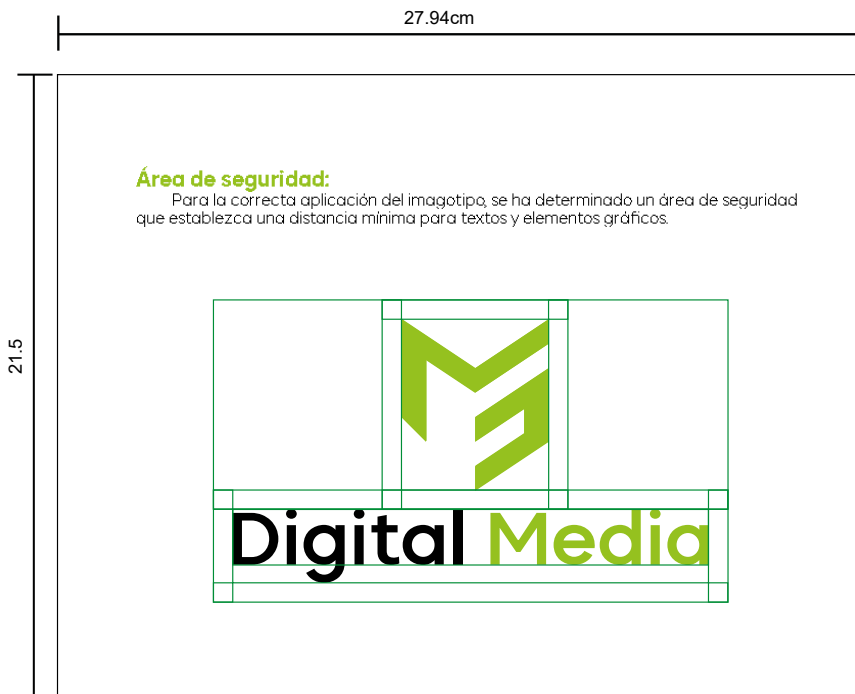 27.94cm
21.5
Área de seguridad:
Para la correcta aplicación del imagotipo, se ha determinado un área de seguridad
que establezca una distancia mínima para textos y elementos gráficos.
Digital Media